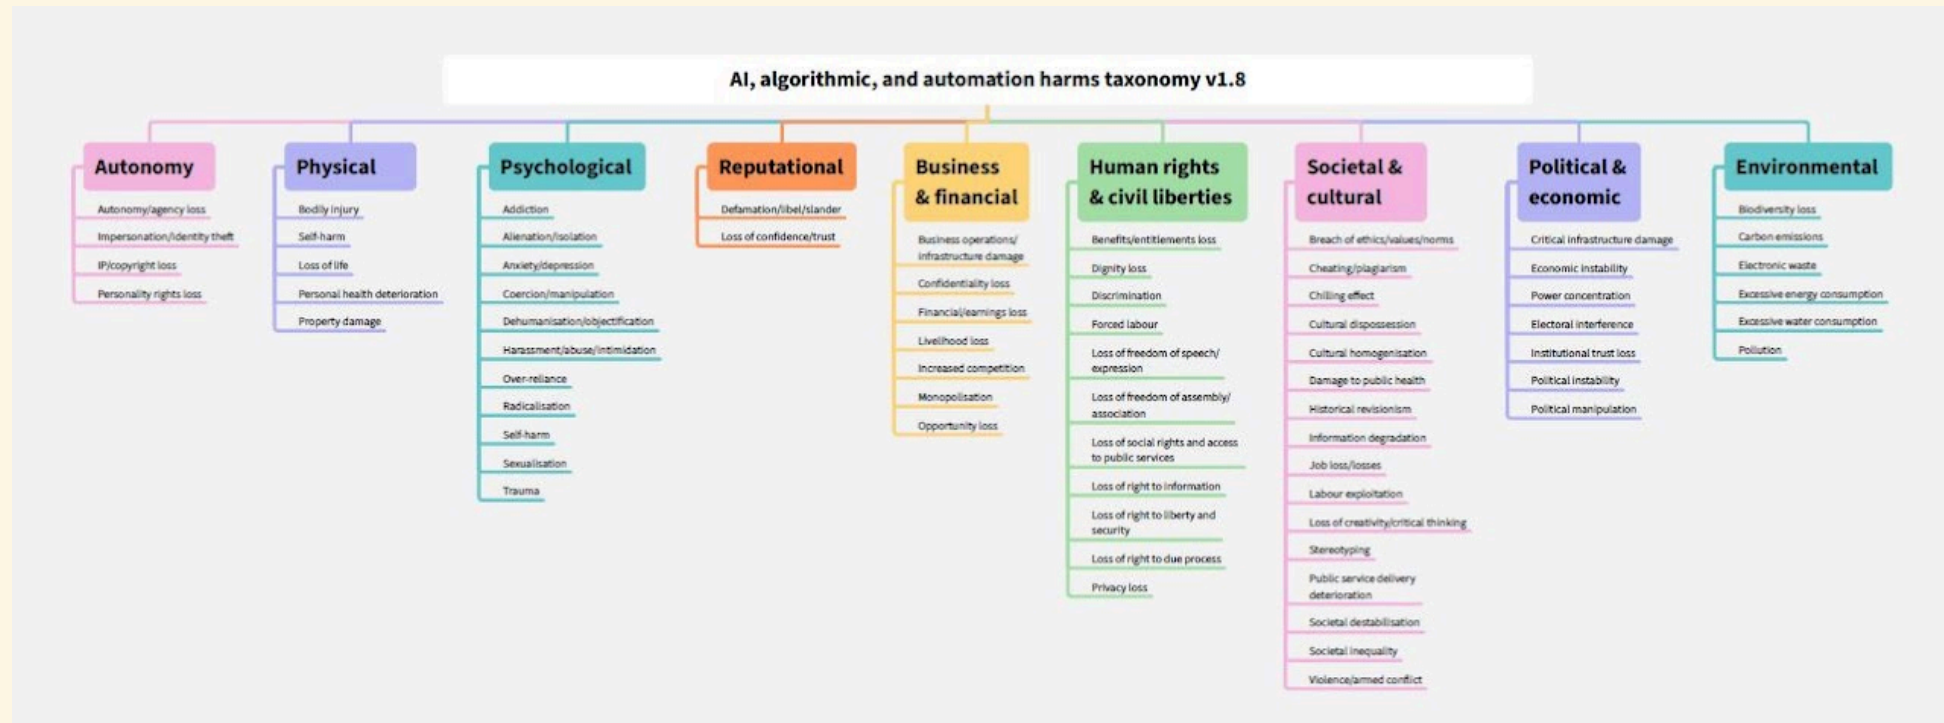 AI, algorithmic, and automation harms taxonomy v1.8
Autonomy
Autonomy/agency loss
Impersonation/identity theft
IP/copyright loss
Personality rights loss
Physical
Bodily injury
Self-harm
Loss of life
Personal health deterioration
Property damage
Psychological
Addiction
Alienation/isolation
Anxiety/depression
Coercion/manipulation
Dehumanisation/objectification
Harassment/abuse/intimidation
Over-reliance
Radicalisation
Self-harm
Sexualisation
Trauma
Reputational
Defamation/libel/slander
Loss of confidence/trust
Business
& financial
Business operations/
infrastructure damage
Confidentiality loss
Financial/earnings loss
Livelihood loss
Increased competition
Monopolisation
Opportunity loss
Human rights
& civil liberties
Benefits/entitlements loss
Dignity loss
Discrimination
Forced labour
Loss of freedom of speech/
expression
Loss of freedom of assembly/
association
Loss of social rights and access
to public services
Loss of right to information
Loss of right to liberty and
security
Loss of right to due process
Privacy loss
Societal &
cultural
Breach of ethics/values/norms
Cheating/plagiarism
Chilling effect
Cultural dispossession
Cultural homogenisation
Damage to public health
Historical revisionism
Information degradation
Job loss/losses
Labour exploitation
Loss of creativity/critical thinking
Stereotyping
Public service delivery
deterioration
Societal destabilisation
Societal inequality
Violence/armed conflict
Political &
economic
Critical infrastructure damage
Economic instability
Power concentration
Electoral interference
Institutional trust loss
Political instability
Political manipulation
Environmental
Biodiversity loss
Carbon emissions
Electronic waste
Excessive energy consumption
Excessive water consumption
Pollution